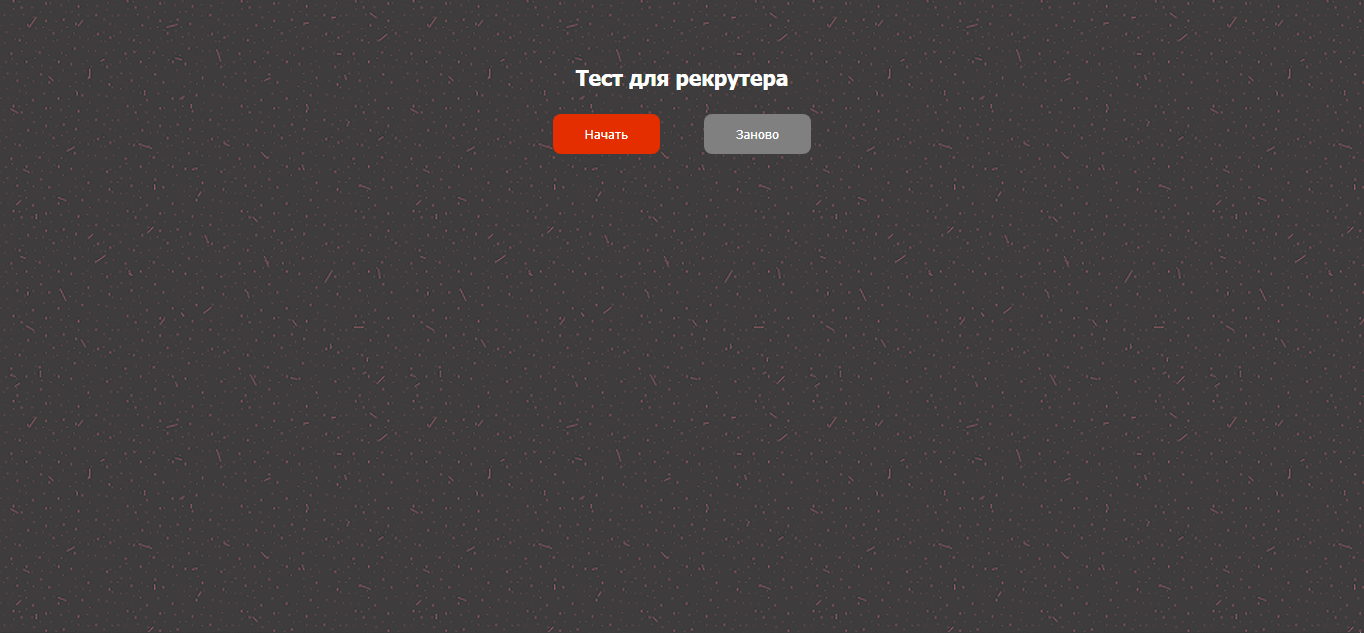 Тест для рекрутера
Начать
Заново